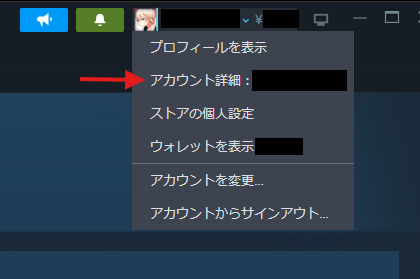 ¥
プロフィールを表示
アカウント詳細：
ストアの個人設定
ウォレットを表示
アカウントを変更...
アカウントからサインアウト...